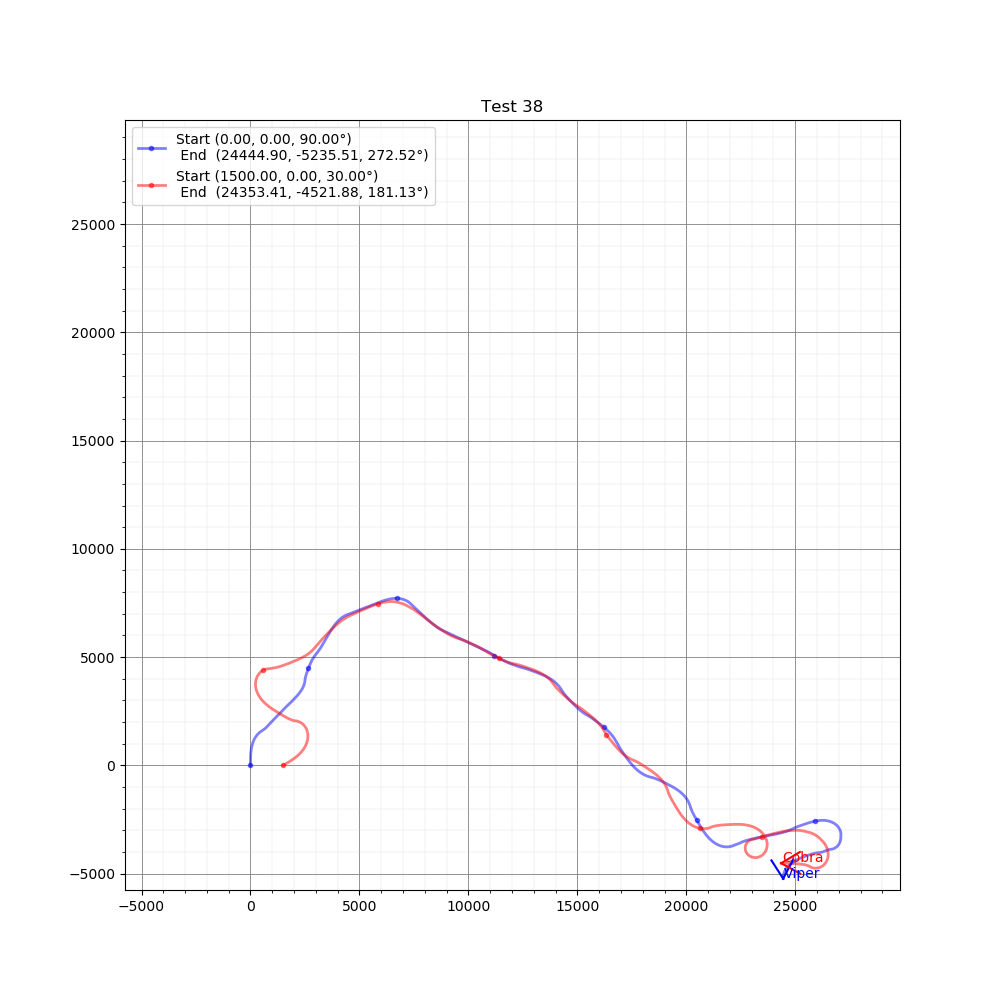 Test 38
Start (0.00, 0.00, 90.00°)
End (24444.90, -5235.51, 272.52°)
Start (1500.00, 0.00, 30.00°)
End (24353.41, -4521.88, 181.13°)
25000
20000
15000
10000
5000
0
−5000
Cobra
Viper
−5000
0
5000
10000
15000
20000
25000